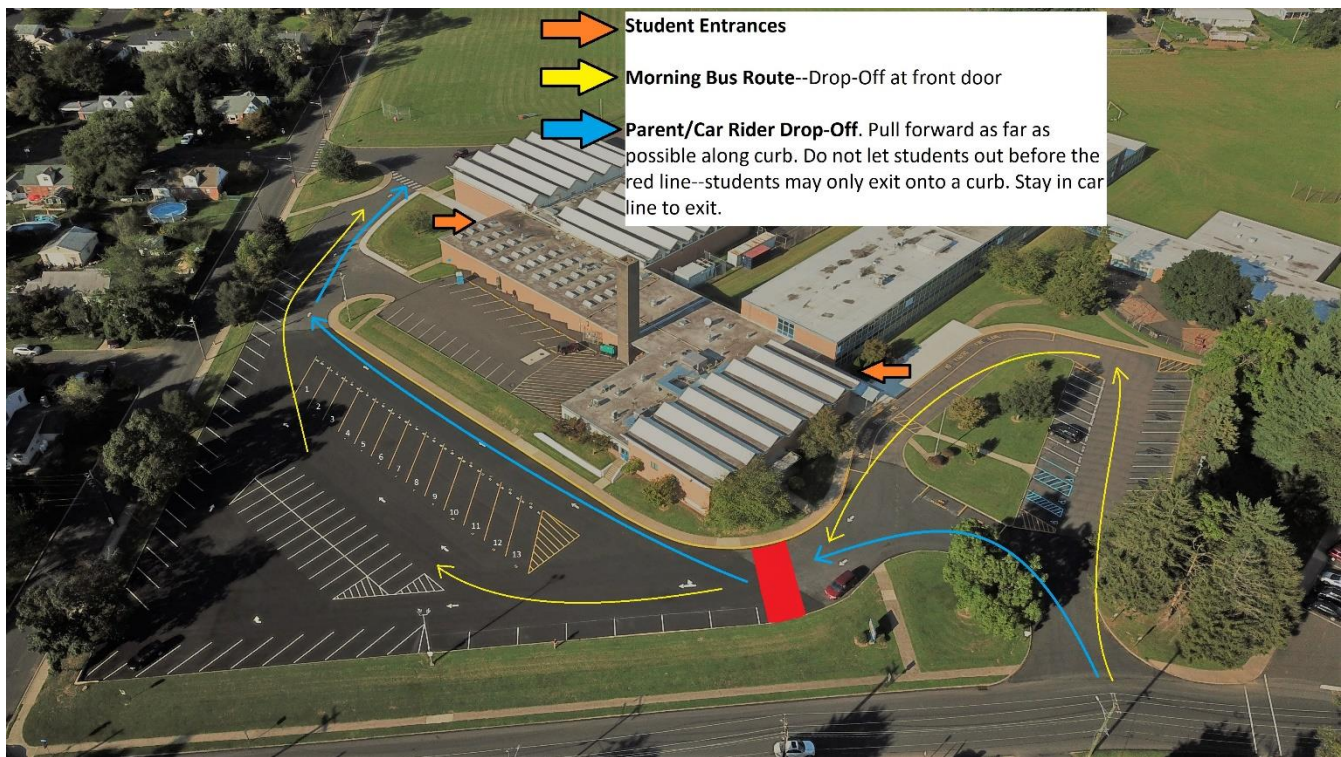 Student Entrances
Morning Bus Route--Drop-Off at front door
Parent/Car Rider Drop-Off. Pull forward as far as
possible along curb. Do not let students out before the
red line--students may only exit onto a curb. Stay in car
line to exit.
1
2
3
4
5
6
7
8
9
10
11
12
13